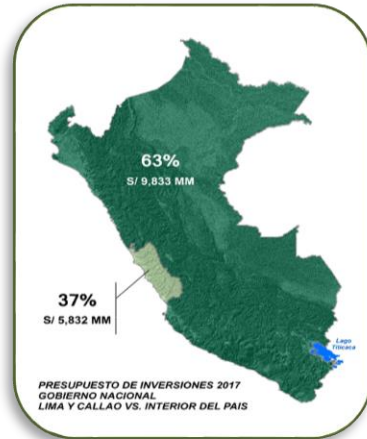 63%
S/ 9,833 MM
37%
S/ 5,832 MM
Lago
Titicaca
PRESUPUESTO DE INVERSIONES 2017
GOBIERNO NACIONAL
LIMA Y CALLAO VS. INTERIOR DEL PAIS